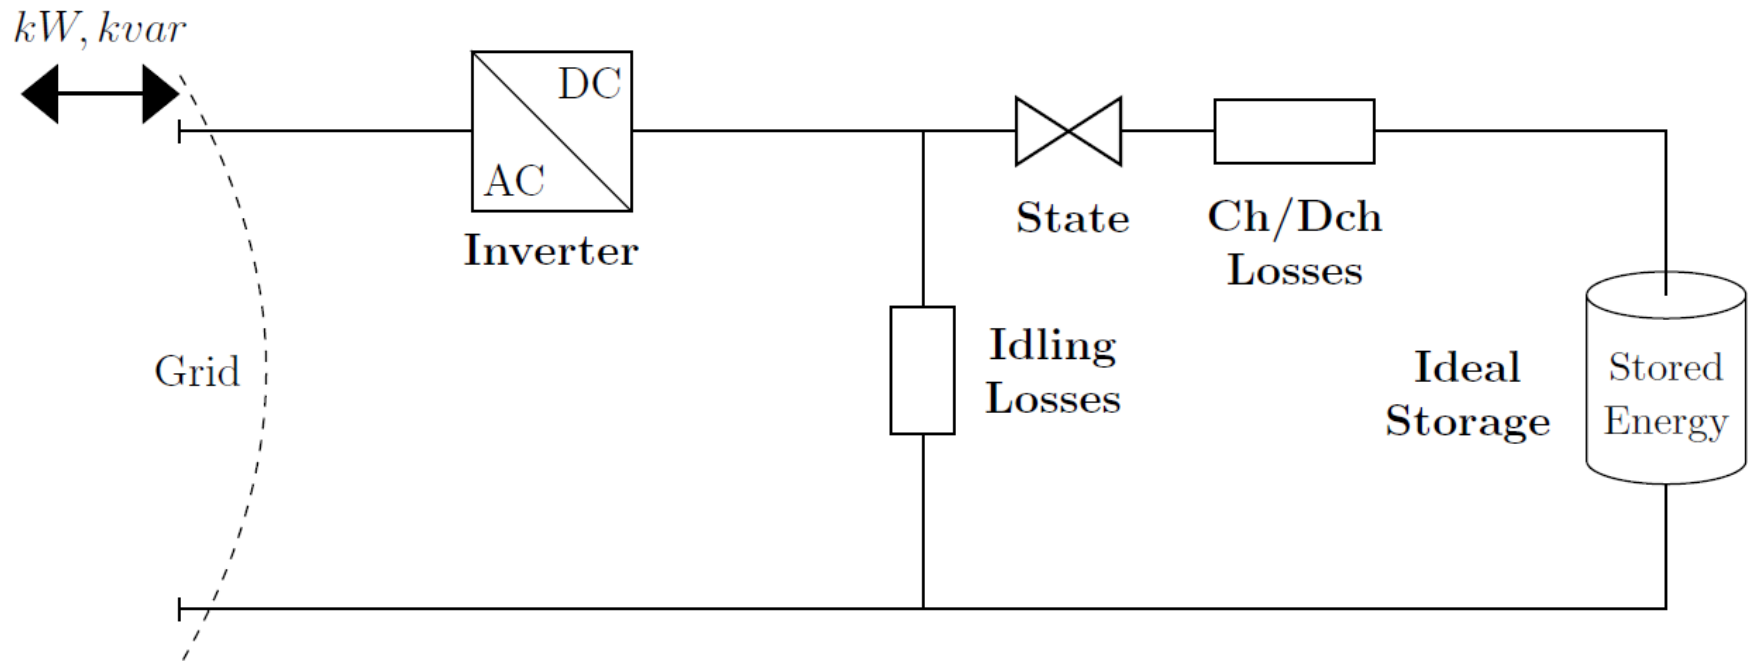 kW, kvar
DC
AC
Inverter
State
Ch/Dch
Losses
Grid
Idling
Losses
Ideal
Storage
Stored
Energy